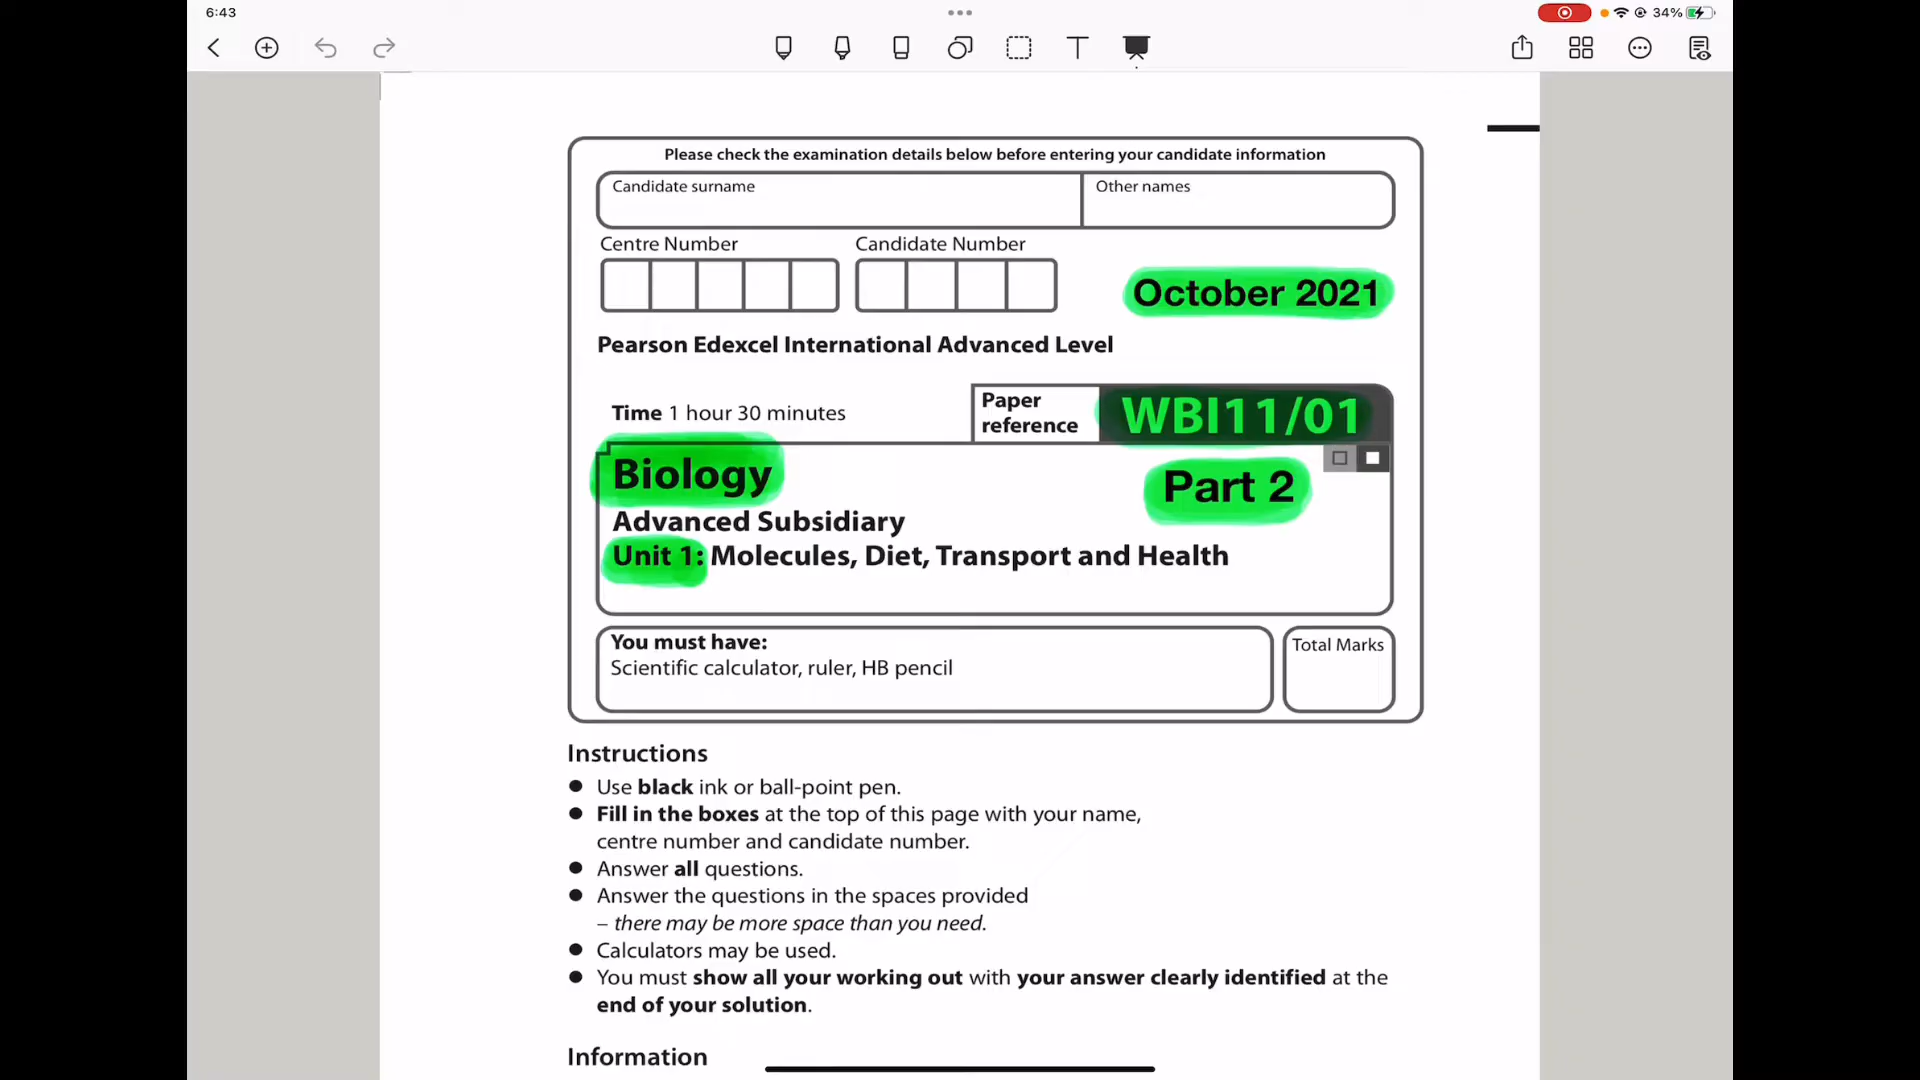 6:43
34%
Please check the examination details below before entering your candidate information
Candidate surname
Other names
Centre Number
Candidate Number
October 2021
Pearson Edexcel International Advanced Level
Time 1 hour 30 minutes
Paper
reference
WBI11/01
Biology
Part 2
Advanced Subsidiary
Unit 1: Molecules, Diet, Transport and Health
You must have:
Scientific calculator, ruler, HB pencil
Total Marks
Instructions
● Use black ink or ball-point pen.
● Fill in the boxes at the top of this page with your name,
centre number and candidate number.
● Answer all questions.
● Answer the questions in the spaces provided
– there may be more space than you need.
● Calculators may be used.
● You must show all your working out with your answer clearly identified at the
end of your solution.
Information